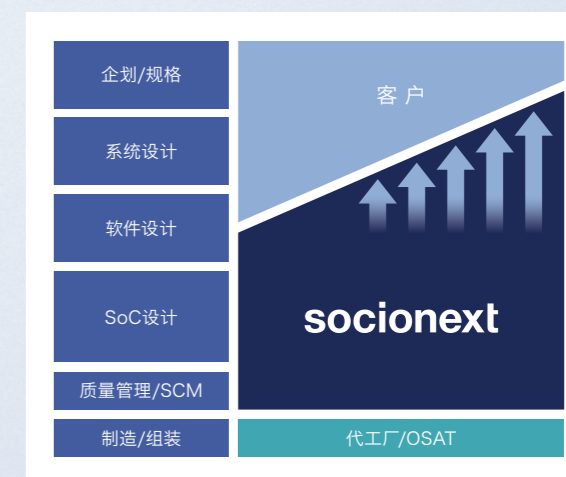 企划/规格
客户
系统设计
软件设计
SoC设计
socionext
质量管理/SCM
制造/组装
代工厂/OSAT